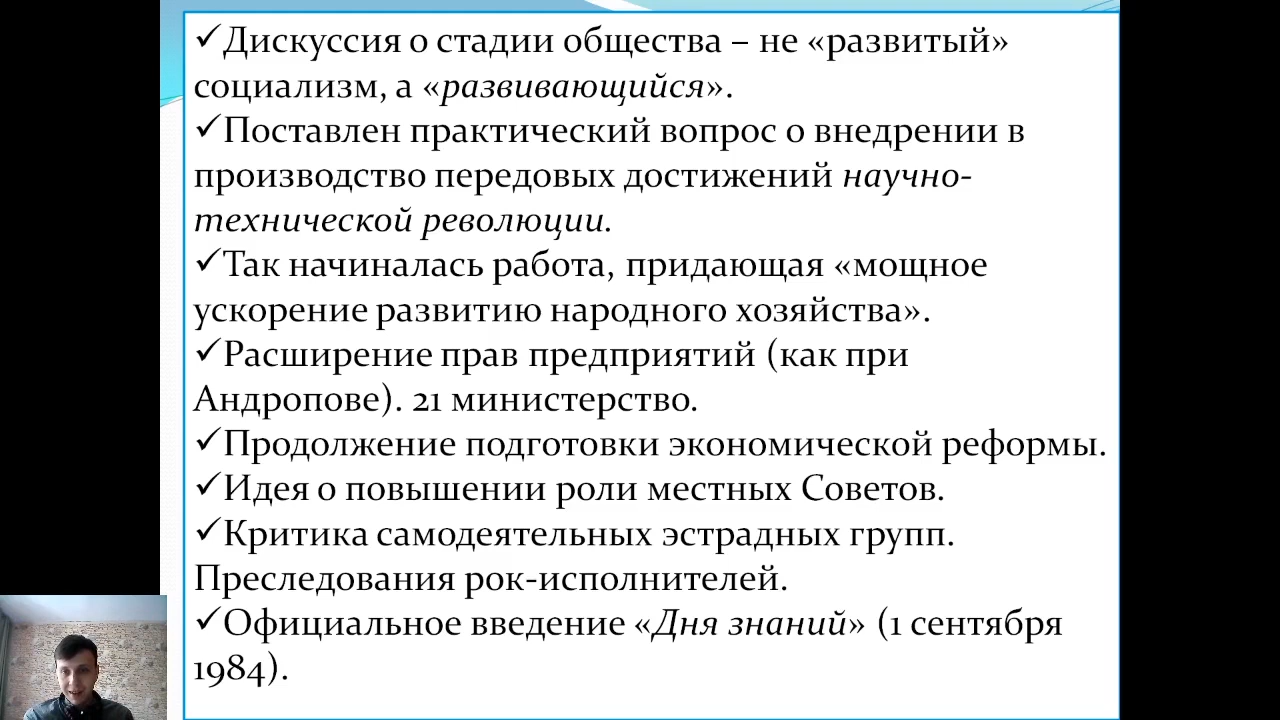 ✓Дискуссия о стадии общества – не «развитый»
социализм, а «развивающийся».
✓Поставлен практический вопрос о внедрении в
производство передовых достижений научно-
технической революции.
✓Так начиналась работа, придающая «мощное
ускорение развитию народного хозяйства».
✓Расширение прав предприятий (как при
Андропове). 21 министерство.
✓Продолжение подготовки экономической реформы.
✓Идея о повышении роли местных Советов.
✓Критика самодеятельных эстрадных групп.
Преследования рок-исполнителей.
✓Официальное введение «Дня знаний» (1 сентября
1984).